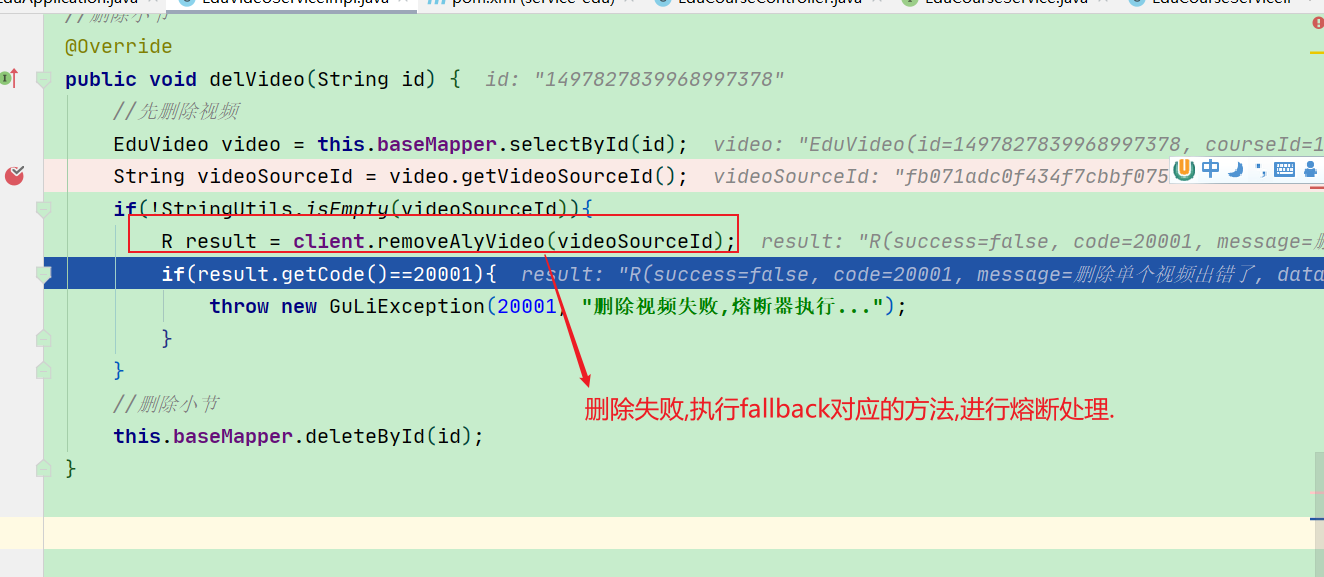 EduApplication.java EduVideoServiceImpl.java pom.xml (service-edu) EduCourseController.java EduCourseService.java EduCourseServiceI
//删除小节
@Override
public void delVideo(String id) { id: "1497827839968997378"
//先删除视频
EduVideo video = this.baseMapper.selectById(id); video: "EduVideo(id=1497827839968997378, courseId=1
String videoSourceId = video.getVideoSourceId(); videoSourceId: "fb071adc0f434f7cbbf075
中
if(!StringUtils.isEmpty(videoSourceId)){
R result = client.removeAlyVideo(videoSourceId); result: "R(success=false, code=20001, message=删
if(result.getCode()==20001){ result: "R(success=false, code=20001, message=删除单个视频出错了, data
throw new GuLiException(20001, "删除视频失败,熔断器执行...");
}
}
删除失败,执行fallback对应的方法,进行熔断处理.
//删除小节
this.baseMapper.deleteById(id);
}